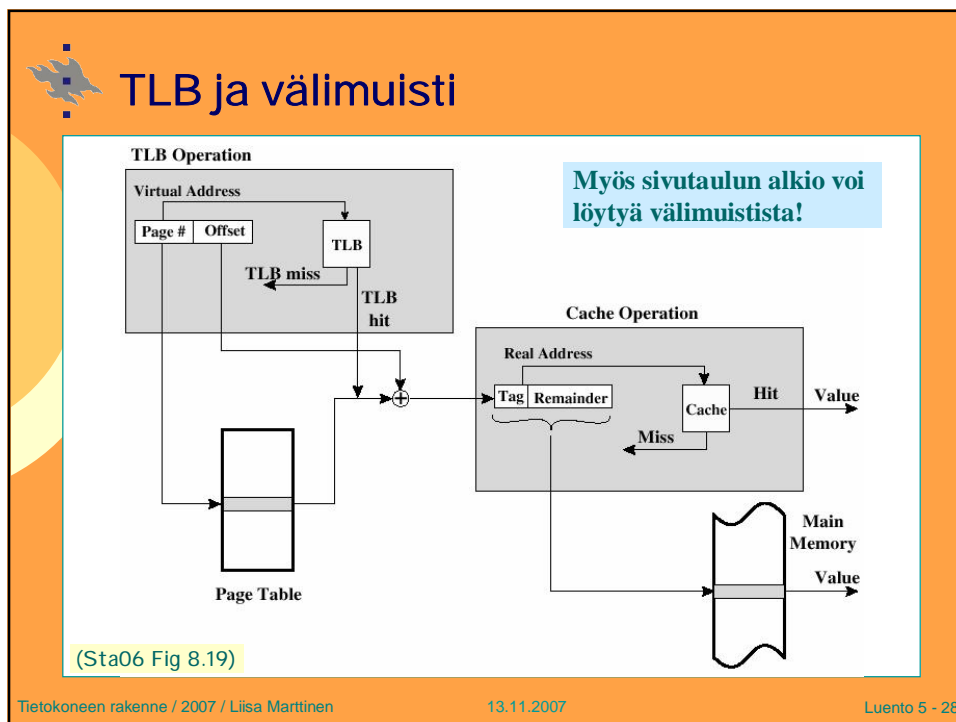 TLB ja välimuisti
TLB Operation
Virtual Address
Page # Offset
TLB
TLB miss
TLB
hit
Myös sivutaulun alkio voi
löytyä välimuistista!
Cache Operation
Real Address
Tag Remainder
Cache
Hit
Value
Miss
Page Table
Main
Memory
Value
(Sta06 Fig 8.19)
Tietokoneen rakenne / 2007 / Liisa Marttinen 13.11.2007 Luento 5 - 28